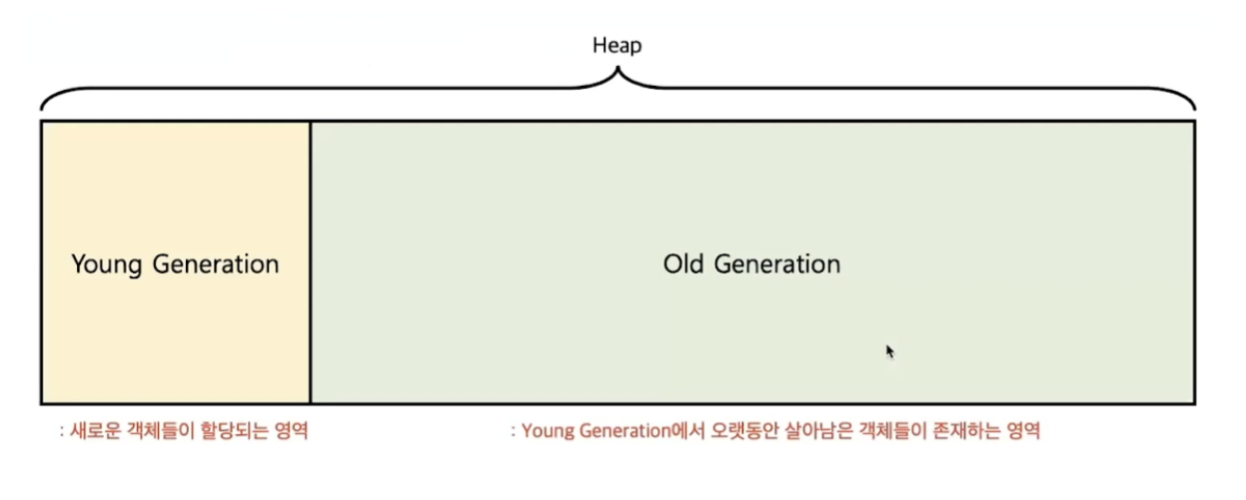 Heap
Young Generation
Old Generation
: 새로운 객체들이 할당되는 영역
: Young Generation에서 오랫동안 살아남은 객체들이 존재하는 영역